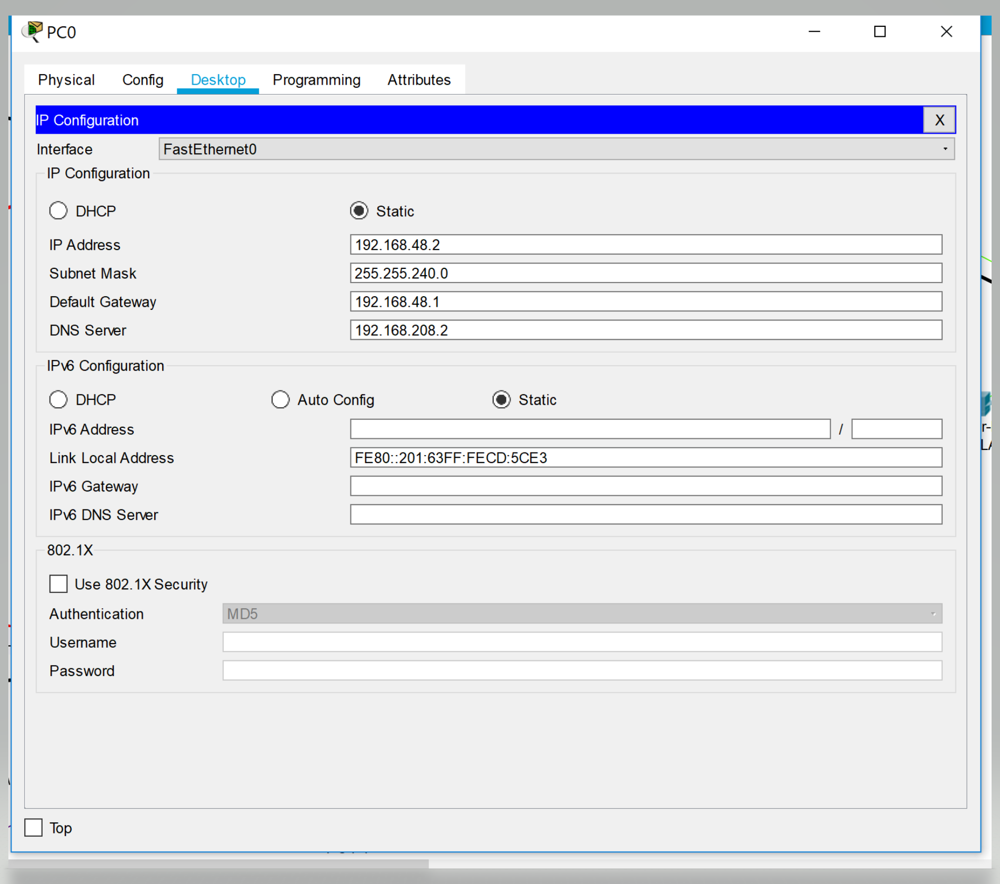 PC0
Physical Config Desktop Programming Attributes
IP Configuration X
Interface FastEthernet0
IP Configuration
DHCP Static
IP Address 192.168.48.2
Subnet Mask 255.255.240.0
Default Gateway 192.168.48.1
DNS Server 192.168.208.2
IPv6 Configuration
DHCP Auto Config Static
IPv6 Address /
Link Local Address FE80::201:63FF:FECD:5CE3
IPv6 Gateway
IPv6 DNS Server
802.1X
Use 802.1X Security
Authentication MD5
Username
Password
Top